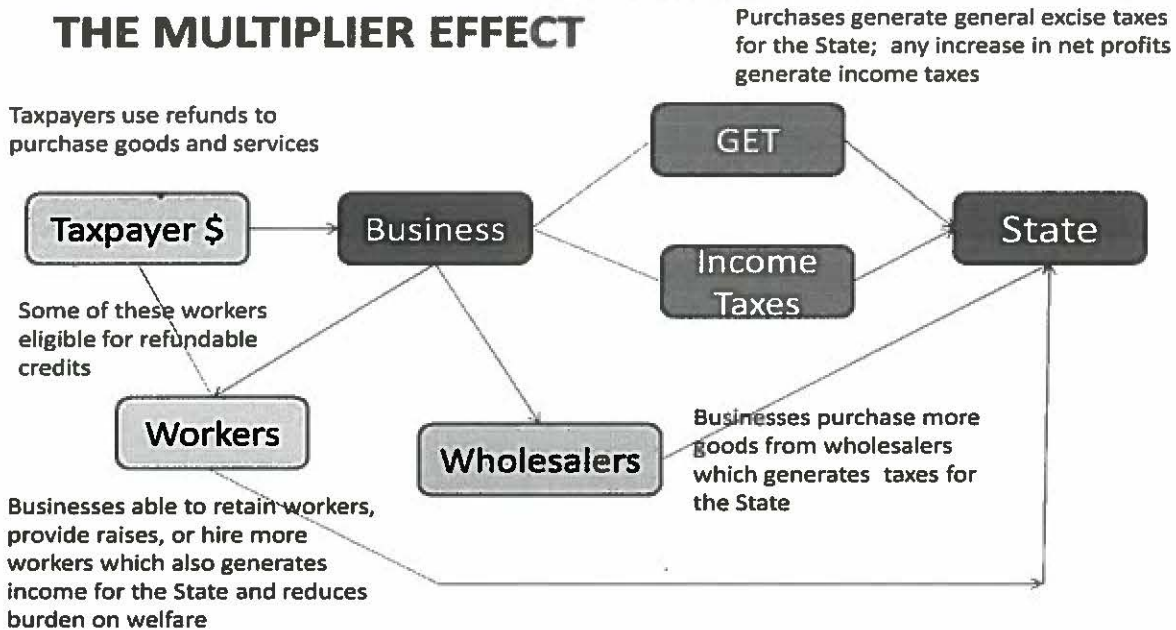 THE MULTIPLIER EFFECT
Purchases generate general excise taxes
for the State;  any increase in net profits
generate income taxes
Taxpayers use refunds to
purchase goods and services
GET
Taxpayer $
Business
State
Income
Taxes
Some of these workers
eligible for refundable
credits
Workers
Wholesalers
Businesses purchase more
goods from wholesalers
which generates  taxes for
the State
Businesses able to retain workers,
provide raises, or hire more
workers which also generates
income for the State and reduces
burden on welfare